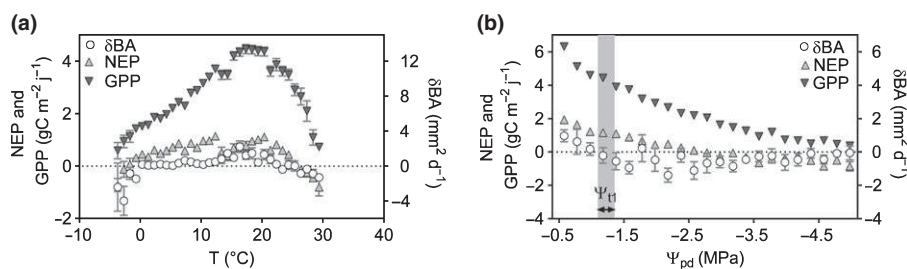 (a)
NEP and
GPP (gC m⁻² j⁻¹)
4
2
0
−2
δBA
NEP
GPP
12
8
4
0
−4
δBA (mm² d⁻¹)
−10
0
10
20
30
40
T (°C)
(b)
NEP and
GPP (gC m⁻² j⁻¹)
6
4
2
0
−2
−4
δBA
NEP
GPP
Ψt1
6
4
2
0
−2
−4
δBA (mm² d⁻¹)
−0.5
−1.5
−2.5
−3.5
−4.5
Ψpd (MPa)